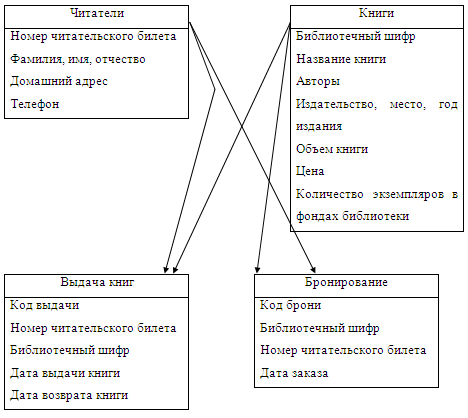 Читатели
Номер читательского билета
Фамилия, имя, отчество
Домашний адрес
Телефон
Книги
Библиотечный шифр
Название книги
Авторы
Издательство, место, год
издания
Объем книги
Цена
Количество экземпляров в
фондах библиотеки
Выдача книг
Код выдачи
Номер читательского билета
Библиотечный шифр
Дата выдачи книги
Дата возврата книги
Бронирование
Код брони
Библиотечный шифр
Номер читательского билета
Дата заказа